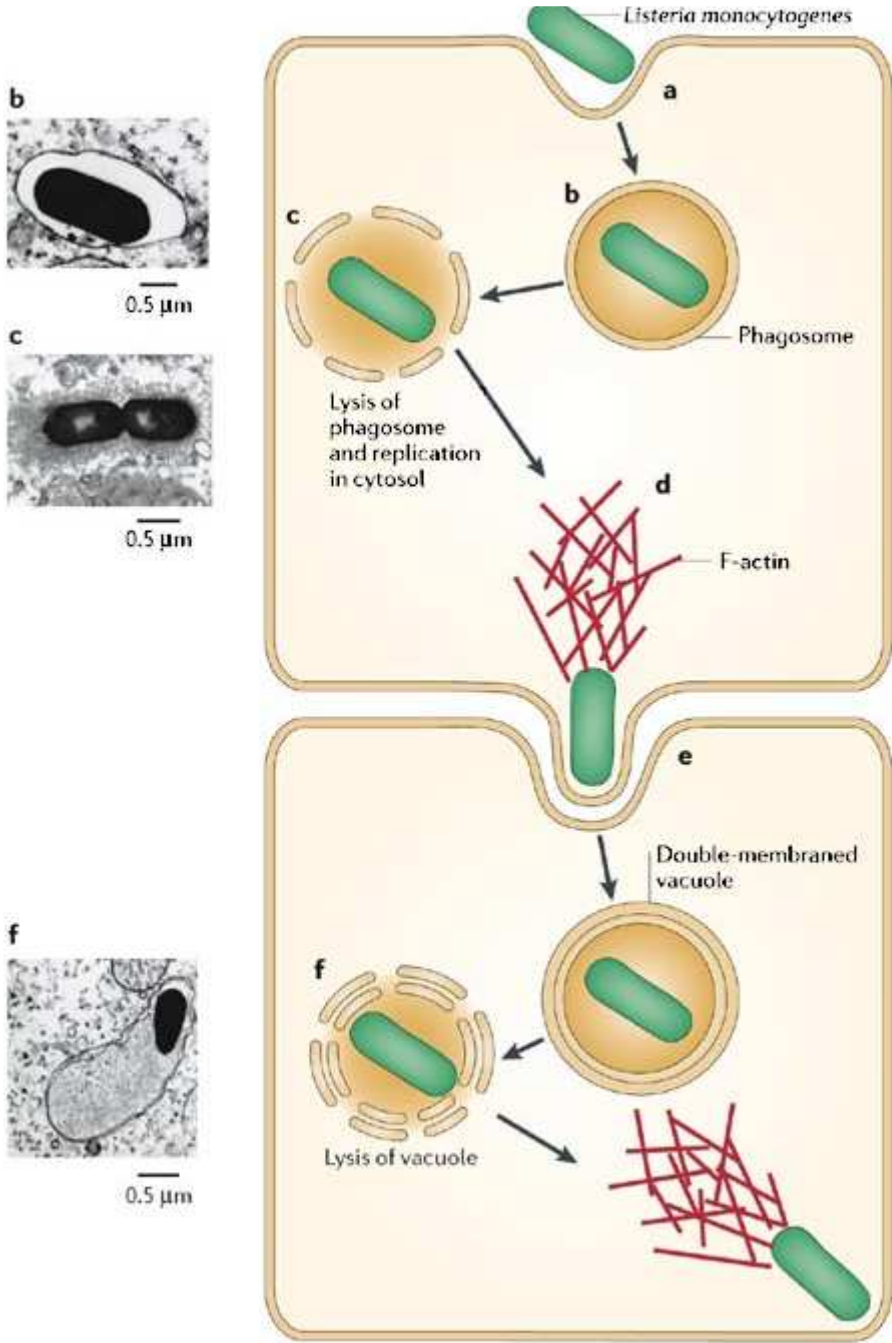 Listeria monocytogenes
a
b
0.5 μm
b
c
Phagosome
c
0.5 μm
Lysis of
phagosome
and replication
in cytosol
d
F-actin
e
Double-membraned
vacuole
f
f
Lysis of vacuole
0.5 μm